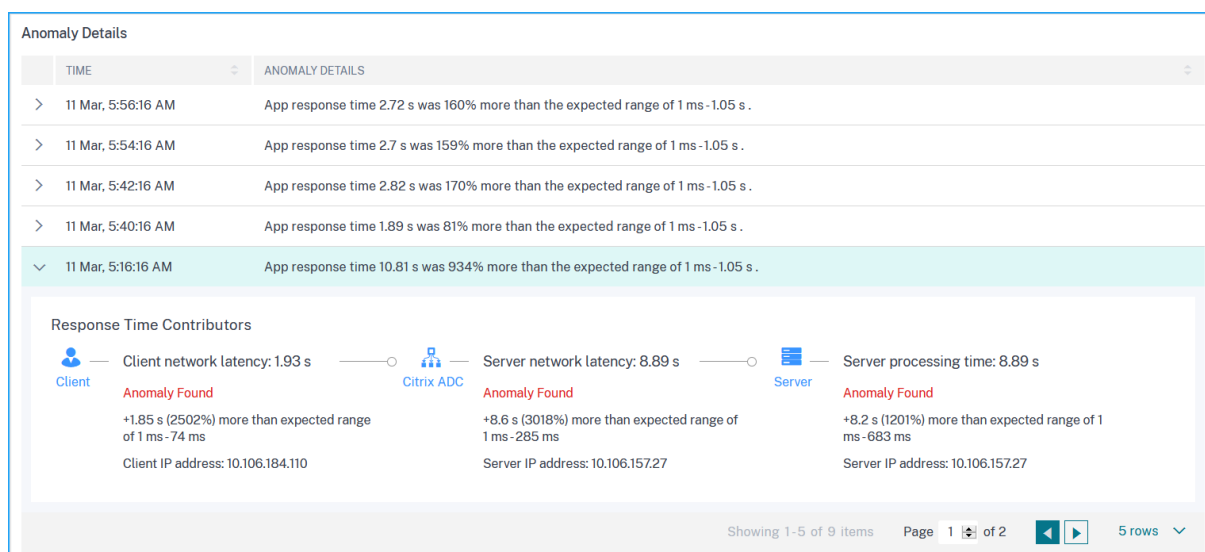 Anomaly Details
TIME ANOMALY DETAILS
11 Mar, 5:56:16 AM App response time 2.72 s was 160% more than the expected range of 1 ms-1.05 s .
11 Mar, 5:54:16 AM App response time 2.7 s was 159% more than the expected range of 1 ms-1.05 s .
11 Mar, 5:42:16 AM App response time 2.82 s was 170% more than the expected range of 1 ms-1.05 s .
11 Mar, 5:40:16 AM App response time 1.89 s was 81% more than the expected range of 1 ms-1.05 s .
11 Mar, 5:16:16 AM App response time 10.81 s was 934% more than the expected range of 1 ms-1.05 s .
Response Time Contributors
Client
Client network latency: 1.93 s
Anomaly Found
+1.85 s (2502%) more than expected range
of 1 ms-74 ms
Client IP address: 10.106.184.110
Citrix ADC
Server network latency: 8.89 s
Anomaly Found
+8.6 s (3018%) more than expected range of
1 ms-285 ms
Server IP address: 10.106.157.27
Server
Server processing time: 8.89 s
Anomaly Found
+8.2 s (1201%) more than expected range of 1
ms-683 ms
Server IP address: 10.106.157.27
Showing 1-5 of 9 items Page 1 of 2 5 rows